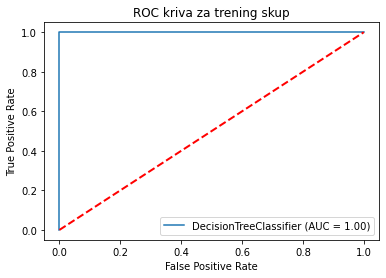 ROC kriva za trening skup
1.0
0.8
0.6
0.4
0.2
0.0
True Positive Rate
DecisionTreeClassifier (AUC = 1.00)
0.0 0.2 0.4 0.6 0.8 1.0
False Positive Rate